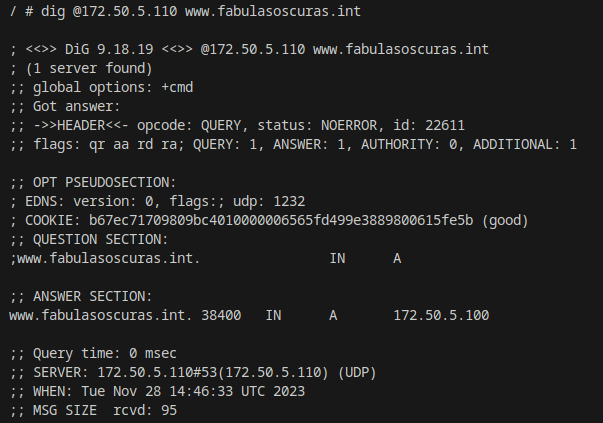 / # dig @172.50.5.110 www.fabulasoscuras.int
; <<>> DiG 9.18.19 <<>> @172.50.5.110 www.fabulasoscuras.int
; (1 server found)
;; global options: +cmd
;; Got answer:
;; ->>HEADER<<- opcode: QUERY, status: NOERROR, id: 22611
;; flags: qr aa rd ra; QUERY: 1, ANSWER: 1, AUTHORITY: 0, ADDITIONAL: 1
;; OPT PSEUDOSECTION:
; EDNS: version: 0, flags:; udp: 1232
; COOKIE: b67ec71709809bc4010000006565fd499e3889800615fe5b (good)
;; QUESTION SECTION:
;www.fabulasoscuras.int. IN A
;; ANSWER SECTION:
www.fabulasoscuras.int. 38400 IN A 172.50.5.100
;; Query time: 0 msec
;; SERVER: 172.50.5.110#53(172.50.5.110) (UDP)
;; WHEN: Tue Nov 28 14:46:33 UTC 2023
;; MSG SIZE rcvd: 95